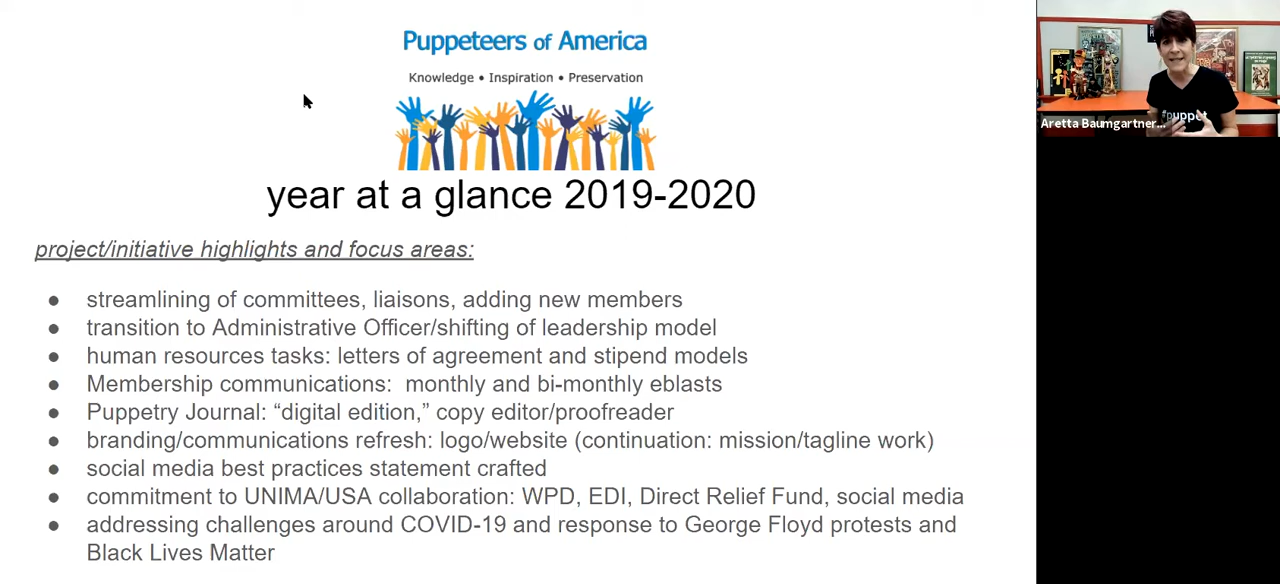 Puppeteers of America
Knowledge • Inspiration • Preservation
year at a glance 2019-2020
project/initiative highlights and focus areas:
● streamlining of committees, liaisons, adding new members
● transition to Administrative Officer/shifting of leadership model
● human resources tasks: letters of agreement and stipend models
● Membership communications:  monthly and bi-monthly eblasts
● Puppetry Journal: “digital edition,” copy editor/proofreader
● branding/communications refresh: logo/website (continuation: mission/tagline work)
● social media best practices statement crafted
● commitment to UNIMA/USA collaboration: WPD, EDI, Direct Relief Fund, social media
● addressing challenges around COVID-19 and response to George Floyd protests and
Black Lives Matter
#puppet
Aretta Baumgartner...